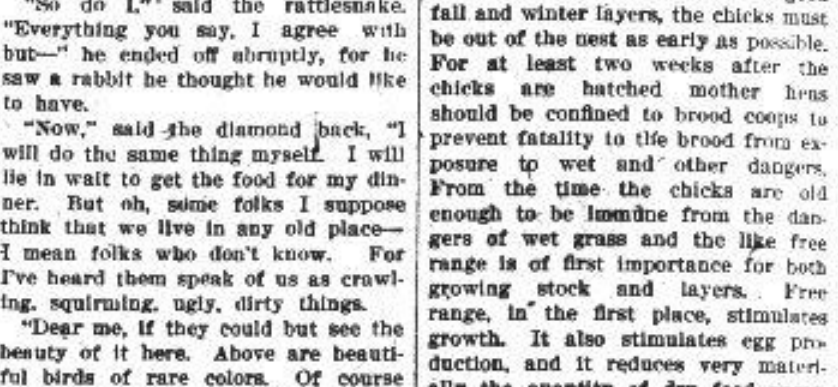 "So do I," said the rattlesnake.
"Everything you say, I agree with
but—" he ended off abruptly, for he
saw a rabbit he thought he would like
to have.
"Now," said the diamond back, "I
will do the same thing myself. I will
lie in wait to get the food for my din-
ner. But oh, some folks I suppose
think that we live in any old place—
I mean folks who don't know. For
I've heard them speak of us as crawl-
ing, squirming, ugly, dirty things.
"Dear me, if they could but see the
beauty of it here. Above are beauti-
ful birds of rare colors. Of course
fall and winter layers, the chicks must
be out of the nest as early as possible.
For at least two weeks after the
chicks are hatched mother hens
should be confined to brood coops to
prevent fatality to the brood from ex-
posure to wet and other dangers.
From the time the chicks are old
enough to be immune from the dan-
gers of wet grass and the like free
range is of first importance for both
growing stock and layers. Free
range, in the first place, stimulates
growth. It also stimulates egg pro-
duction, and it reduces very materi-
ally the quantity of